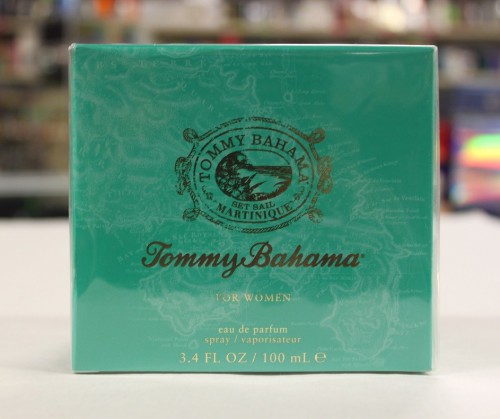 TOMMY BAHAMA
SET SAIL
MARTINIQUE
Tommy Bahama
FOR WOMEN
eau de parfum
spray / vaporisateur
3.4 FL OZ / 100 mL ℮